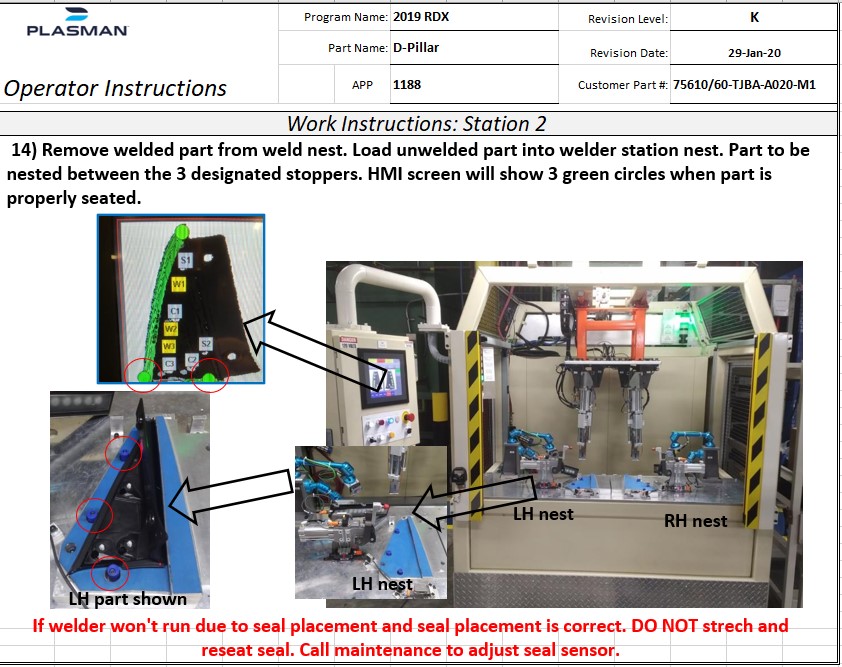 PLASMAN
Program Name: 2019 RDX
Revision Level: K
Part Name: D-Pillar
Revision Date: 29-Jan-20
Operator Instructions
APP 1188
Customer Part #: 75610/60-TJBA-A020-M1
Work Instructions: Station 2
14) Remove welded part from weld nest. Load unwelded part into welder station nest. Part to be
nested between the 3 designated stoppers. HMI screen will show 3 green circles when part is
properly seated.
S1
W1
C1
W2
W3
S2
C3
C2
DANGER
LH nest
RH nest
LH nest
LH part shown
If welder won't run due to seal placement and seal placement is correct. DO NOT strech and
reseat seal. Call maintenance to adjust seal sensor.